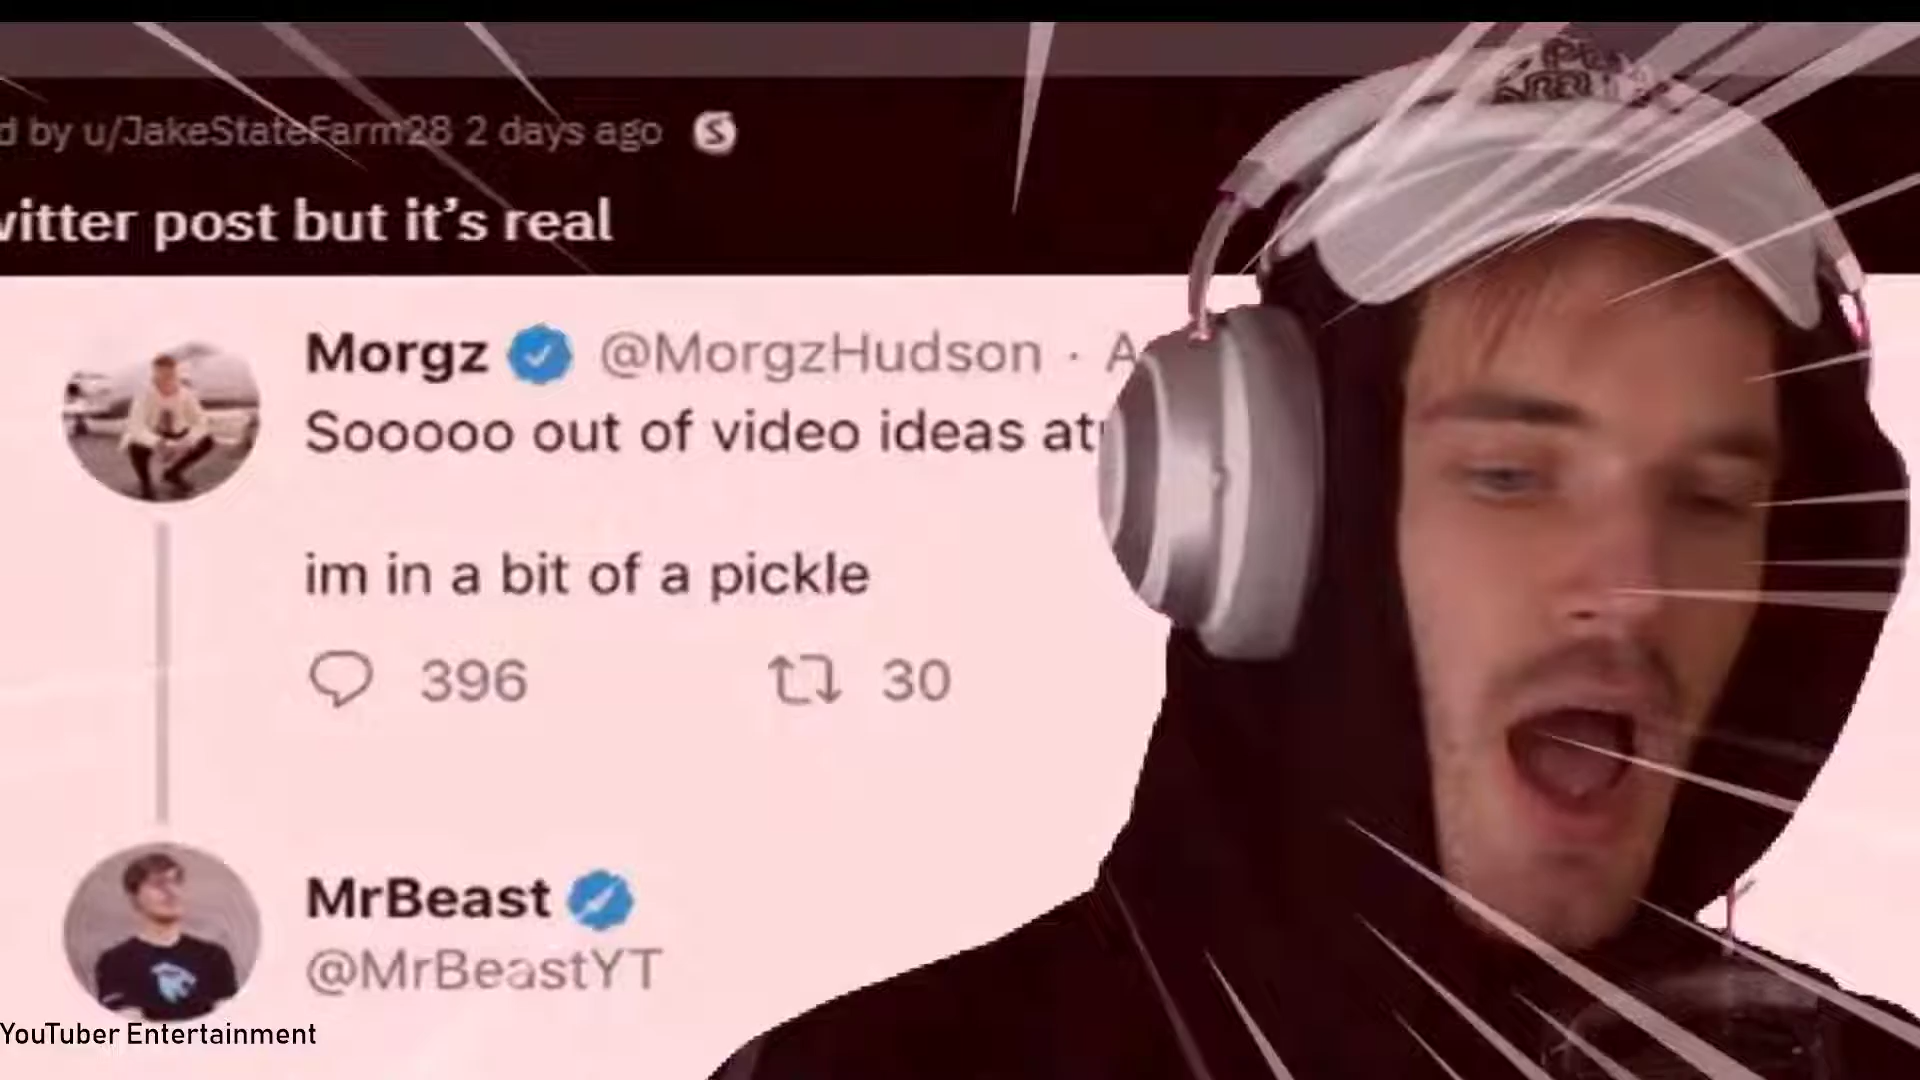 d by u/JakeStateFarm28 2 days ago
witter post but it's real
Morgz @MorgzHudson · A
Sooooo out of video ideas at
im in a bit of a pickle
396 30
MrBeast
@MrBeastYT
YouTuber Entertainment